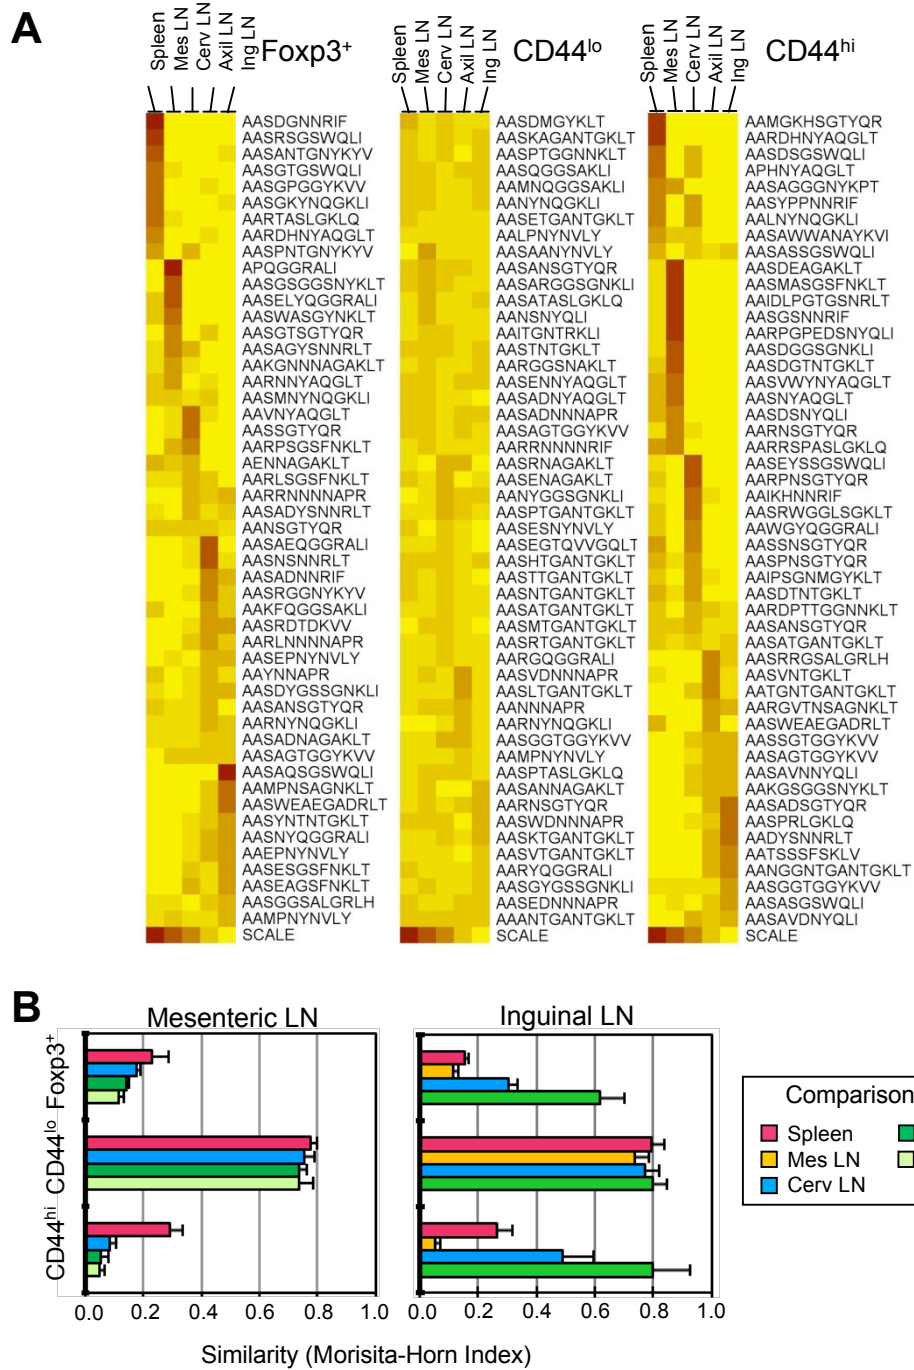 A
Spleen
Mes LN
Cerv LN
Axil LN
Ing LN
Foxp3⁺
AASDGNNRIF
AASRSGSWQLI
AASANTGNYKYV
AASGTGSWQLI
AASGPGGYKVV
AASGKYNQGKLI
AARTASLGKLQ
AARDHNYAQGLT
AASPNTGNYKYV
APQGGRALI
AASGSGGSNYKLT
AASELYQGGRALI
AASWASGYNKLT
AASGTSGTYQR
AASAGYSNNRLT
AAKGNNNAGAKLT
AARNNYAQGLT
AASMNYNQGKLI
AAVNYAQGLT
AASSGTYQR
AARPSGSFNKLT
AENNAGAKLT
AARLSGSFNKLT
AARRNNNNAPR
AASADYSNNRLT
AANSGTYQR
AASAEQGGRALI
AASNSNNRLT
AASADNNRIF
AASRGGNYKYV
AAKFQGGSAKLI
AASRDTDKVV
AARLNNNNAPR
AASEPNYNVLY
AAYNNAPR
AASDYGSSGNKLI
AASANSGTYQR
AARNYNQGKLI
AASADNAGAKLT
AASAGTGGYKVV
AASAQSGSWQLI
AAMPNSAGNKLT
AASWEAEGADRLT
AASYNTNTGKLT
AASNYQGGRALI
AAEPNYNVLY
AASESGSFNKLT
AASEAGSFNKLT
AASGGSALGRLH
AAMPNYNVLY
SCALE
Spleen
Mes LN
Cerv LN
Axil LN
Ing LN
CD44ˡᵒ
AASDMGYKLT
AASKAGANTGKLT
AASPTGGNNKLT
AASQGGSAKLI
AAMNQGGSAKLI
AANYNQGKLI
AASETGANTGKLT
AALPNYNVLY
AASAANYNVLY
AASANSGTYQR
AASARGGSGNKLI
AASATASLGKLQ
AANSNYQLI
AAITGNTRKLI
AASTNTGKLT
AARGGSNAKLT
AASENNYAQGLT
AASADNYAQGLT
AASADNNNAPR
AASAGTGGYKVV
AARRNNNNRIF
AASRNAGAKLT
AASENAGAKLT
AANYGGSGNKLI
AASPTGANTGKLT
AASESNYNVLY
AASEGTQVVGQLT
AASHTGANTGKLT
AASTTGANTGKLT
AASNTGANTGKLT
AASATGANTGKLT
AASMTGANTGKLT
AASRTGANTGKLT
AARGQGGRALI
AASVDNNNAPR
AASLTGANTGKLT
AANNNAPR
AARNYNQGKLI
AASGGTGGYKVV
AAMPNYNVLY
AASPTASLGKLQ
AASANNAGAKLT
AARNSGTYQR
AASWDNNNAPR
AASKTGANTGKLT
AASVTGANTGKLT
AARYQGGRALI
AASGYGSSGNKLI
AASEDNNNAPR
AAANTGANTGKLT
SCALE
Spleen
Mes LN
Cerv LN
Axil LN
Ing LN
CD44ʰⁱ
AAMGKHSGTYQR
AARDHNYAQGLT
AASDSGSWQLI
APHNYAQGLT
AASAGGGNYKPT
AASYPPNNRIF
AALNYNQGKLI
AASAWWANAYKVI
AASASSGSWQLI
AASDEAGAKLT
AASMASGSFNKLT
AAIDLPGTGSNRLT
AASGSNNRIF
AARPGPEDSNYQLI
AASDGGSGNKLI
AASDGTNTGKLT
AASVWYNYAQGLT
AASNYAQGLT
AASDSNYQLI
AARNSGTYQR
AARRSPASLGKLQ
AASEYSSGSWQLI
AARPNSGTYQR
AAIKHNNRIF
AASRWGGLSGKLT
AAWGYQGGRALI
AASSNSGTYQR
AASPNSGTYQR
AAIPSGNMGYKLT
AASDTNTGKLT
AARDPTTGGNNKLT
AASANSGTYQR
AASATGANTGKLT
AASRRGSALGRLH
AASVNTGKLT
AATGNTGANTGKLT
AARGVTNSAGNKLT
AASWEAEGADRLT
AASSGTGGYKVV
AASAGTGGYKVV
AASAVNNYQLI
AAKGSGGSNYKLT
AASADSGTYQR
AASPRLGKLQ
AADYSNNRLT
AATSSSFSKLV
AANGGNTGANTGKLT
AASGGTGGYKVV
AASASGSWQLI
AASAVDNYQLI
SCALE
B
Mesenteric LN
Foxp3⁺
CD44ˡᵒ
CD44ʰⁱ
0.0 0.2 0.4 0.6 0.8 1.0
Inguinal LN
0.0 0.2 0.4 0.6 0.8 1.0
Similarity (Morisita-Horn Index)
Comparison
Spleen
Mes LN
Cerv LN